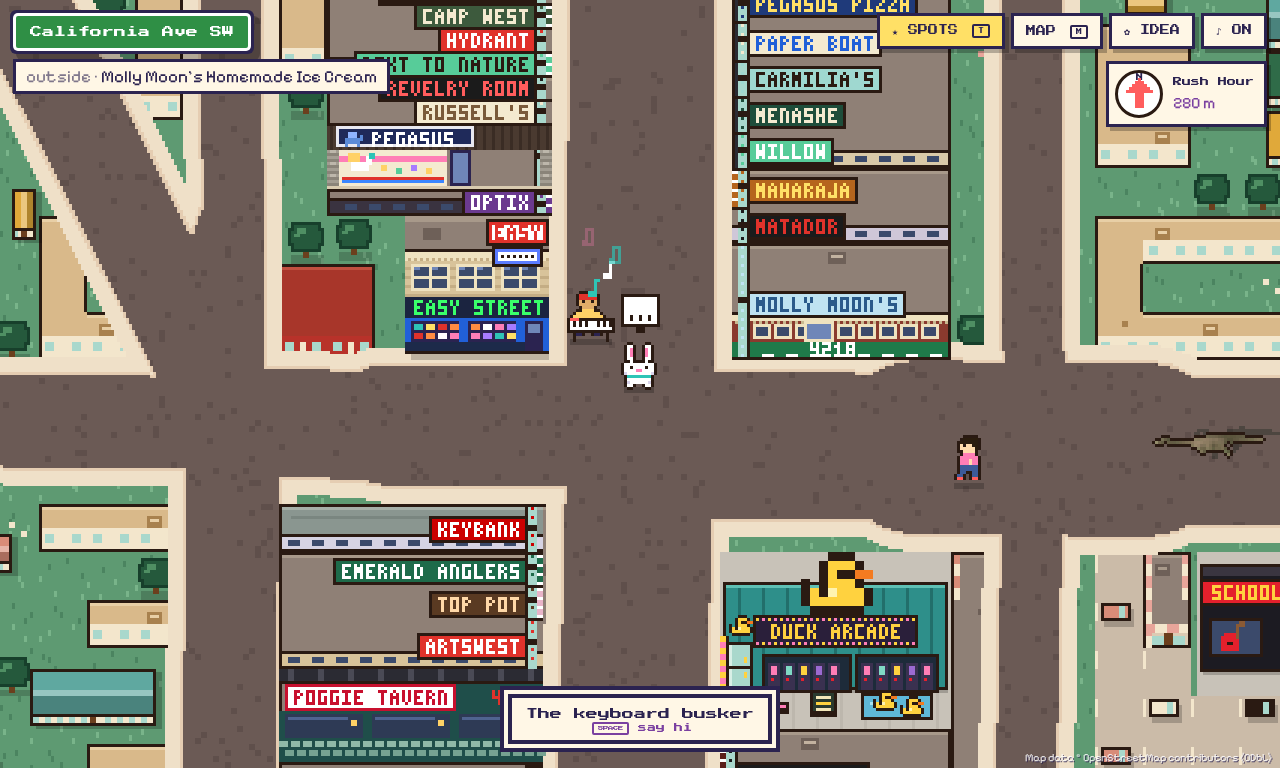 California Ave SW
outside · Molly Moon's Homemade Ice Cream
CAMP WEST
HYDRANT
XT TO NATURE
REVELRY ROOM
RUSSELL'S
PEGASUS
OPTIX
EASY
EASY STREET
PEGASUS PIZZA
PAPER BOAT
CARMILIA'S
MENASHE
WILLOW
MAHARAJA
MATADOR
MOLLY MOON'S
4218
SPOTS T
MAP M
IDEA
ON
N
Rush Hour
280 m
KEYBANK
EMERALD ANGLERS
TOP POT
ARTSWEST
POGGIE TAVERN
DUCK ARCADE
SCHOOL
The keyboard busker
SPACE say hi
Map data © OpenStreetMap contributors (ODbL)